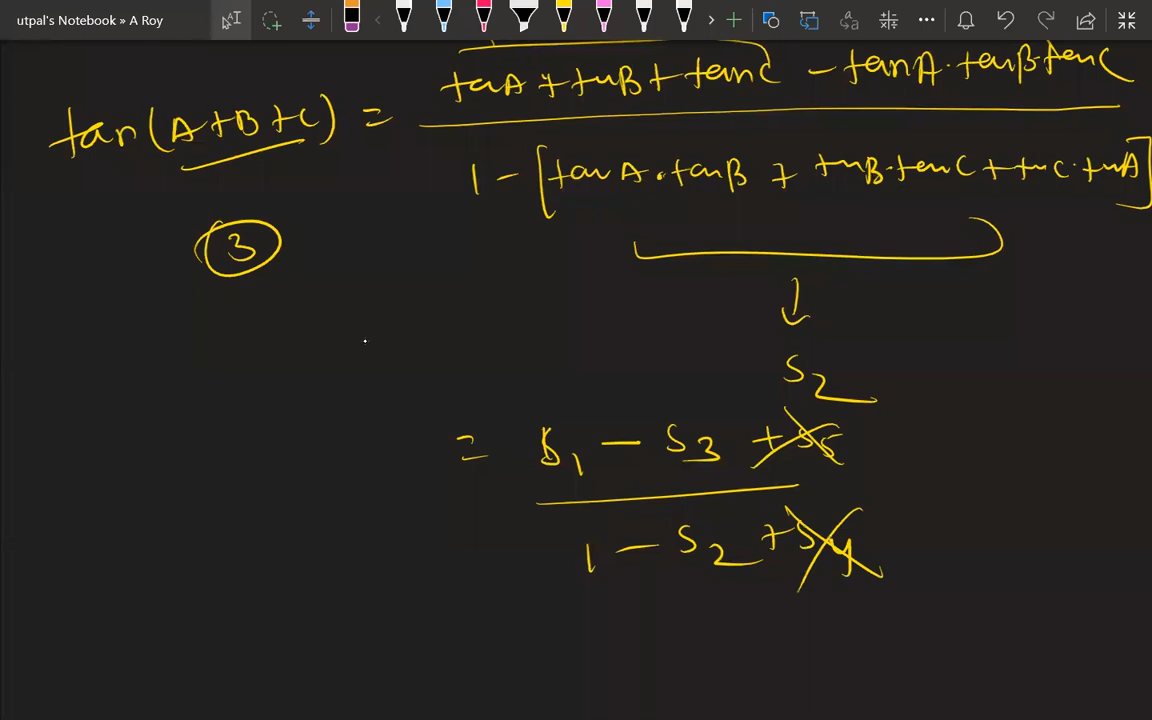 utpal's Notebook » A Roy
tanA + tanB + tanC - tanA·tanB tanC
tan(A+B+C) =
1 - [tanA·tanB + tanB·tanC + tanC·tanA]
3
S2
= S1 - S3 + S5
1 - S2 + S4